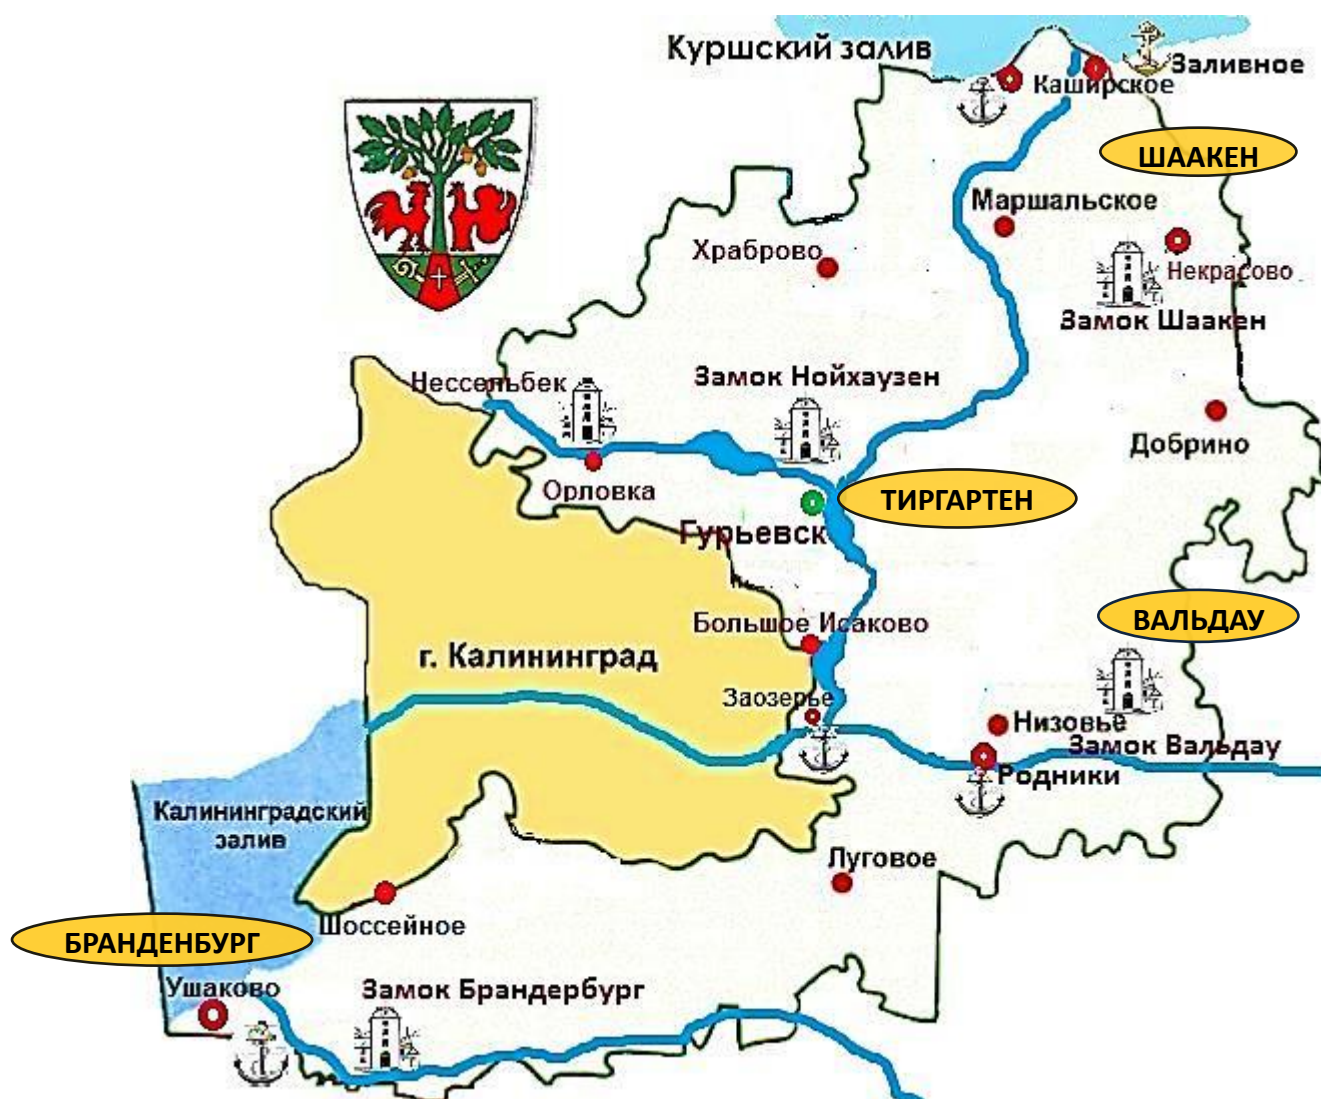 Куршский залив
Заливное
Каширское
ШААКЕН
Маршальское
Храброво
Некрасово
Замок Шаакен
Нессельбек
Замок Нойхаузен
Добрино
Орловка
ТИРГАРТЕН
Гурьевск
Большое Исаково
ВАЛЬДАУ
г. Калининград
Заозерье
Низовье
Замок Вальдау
Родники
Калининградский
залив
Луговое
Шоссейное
БРАНДЕНБУРГ
Ушаково
Замок Брандербург